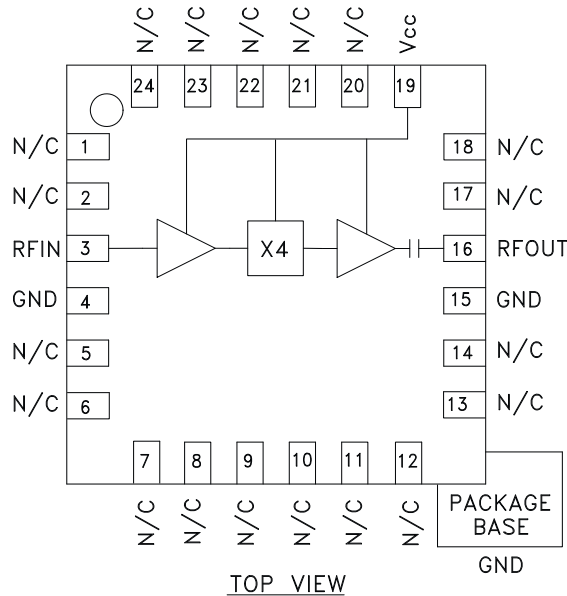 N/C N/C N/C N/C N/C Vcc
24 23 22 21 20 19
N/C 1
18 N/C
N/C 2
17 N/C
RFIN 3
X4
16 RFOUT
GND 4
15 GND
N/C 5
14 N/C
N/C 6
13 N/C
7 8 9 10 11 12
N/C N/C N/C N/C N/C N/C
PACKAGE
BASE
GND
TOP VIEW